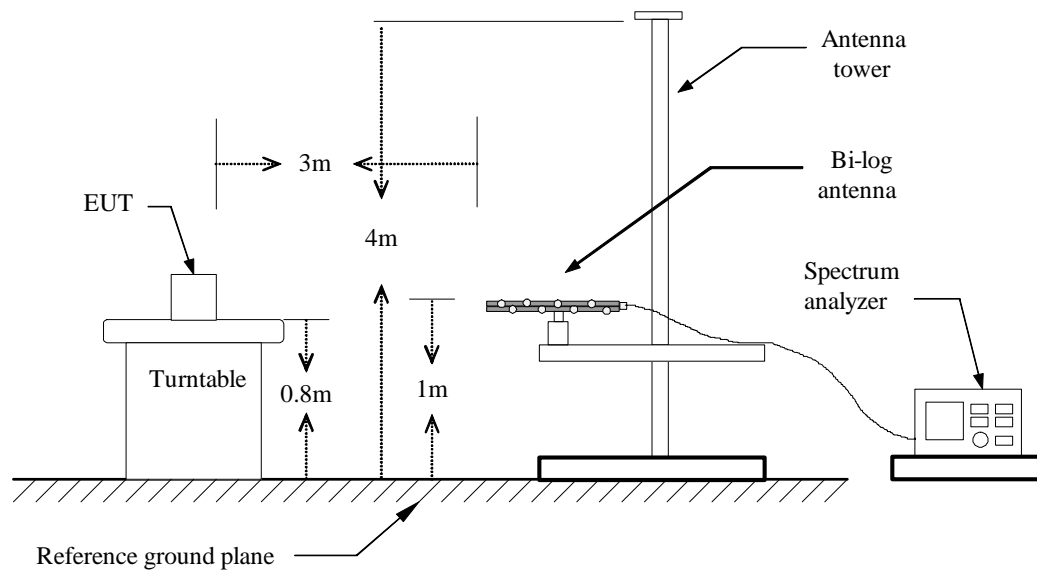 Antenna
tower
3m
Bi-log
antenna
EUT
4m
Spectrum
analyzer
Turntable
0.8m
1m
Reference ground plane